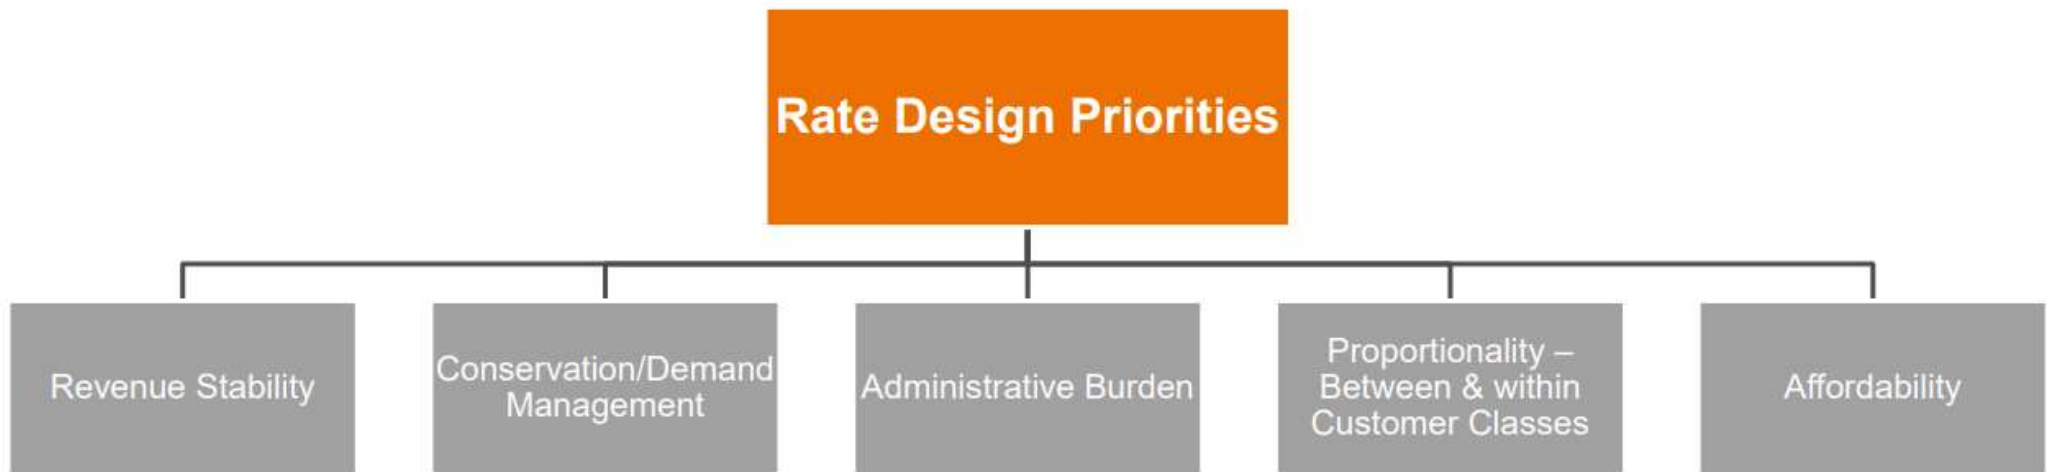 Rate Design Priorities
Revenue Stability
Conservation/Demand
Management
Administrative Burden
Proportionality –
Between & within
Customer Classes
Affordability